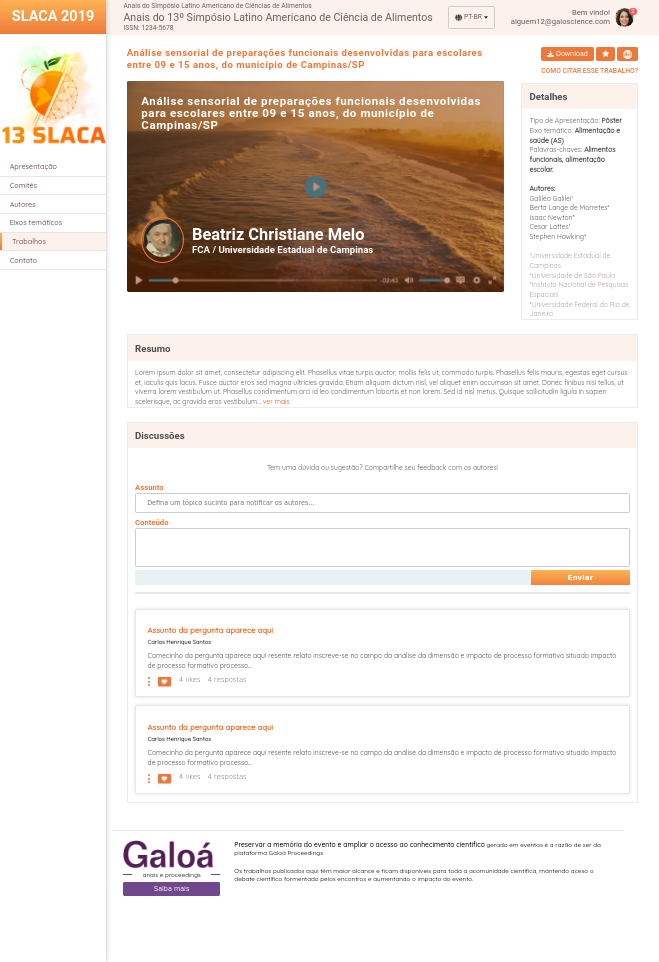 SLACA 2019
Anais do Simpósio Latino Americano de Ciências de Alimentos
Anais do 13º Simpósio Latino Americano de Ciência de Alimentos
ISSN: 1234-5678
PT-BR
Bem vindo!
alguem12@galoscience.com
2
13 SLACA
Apresentação
Comitês
Autores
Eixos temáticos
Trabalhos
Contato
Análise sensorial de preparações funcionais desenvolvidas para escolares
entre 09 e 15 anos, do município de Campinas/SP
Download
COMO CITAR ESSE TRABALHO?
Análise sensorial de preparações funcionais desenvolvidas
para escolares entre 09 e 15 anos, do município de
Campinas/SP
Beatriz Christiane Melo
FCA / Universidade Estadual de Campinas
-02:43
Detalhes
Tipo de Apresentação: Pôster
Eixo temático: Alimentação e
saúde (AS)
Palavras-chaves: Alimentos
funcionais, alimentação
escolar.
Autores:
Galileo Galilei¹
Berta Lange de Morretes²
Isaac Newton³
Cesar Lattes¹
Stephen Hawking⁴
¹Universidade Estadual de
Campinas
²Universidade de São Paulo
³Instituto Nacional de Pesquisas
Espaciais
⁴Universidade Federal do Rio de
Janeiro
Resumo
Lorem ipsum dolor sit amet, consectetur adipiscing elit. Phasellus vitae turpis auctor, mollis felis ut, commodo turpis. Phasellus felis mauris, egestas eget cursus
et, iaculis quis lacus. Fusce auctor eros sed magna ultricies gravida. Etiam aliquam dictum nisl, vel aliquet enim accumsan sit amet. Donec finibus nisi tellus, ut
viverra lorem vestibulum ut. Phasellus condimentum orci id leo condimentum lobortis et non lorem. Sed id nisl metus. Quisque sollicitudin ligula in sapien
scelerisque, ac gravida eros vestibulum... ver mais
Discussões
Tem uma dúvida ou sugestão? Compartilhe seu feedback com os autores!
Assunto
Defina um tópico sucinto para notificar os autores...
Conteúdo
Enviar
Assunto da pergunta aparece aqui
Carlos Henrique Santos
Comecinho da pergunta aparece aqui resente relato inscreve-se no campo da análise da dimensão e impacto de processo formativo situado impacto
de processo formativo processo...
4 likes 4 respostas
Assunto da pergunta aparece aqui
Carlos Henrique Santos
Comecinho da pergunta aparece aqui resente relato inscreve-se no campo da análise da dimensão e impacto de processo formativo situado impacto
de processo formativo processo...
4 likes 4 respostas
Galoá
anais e proceedings
Saiba mais
Preservar a memória do evento e ampliar o acesso ao conhecimento científico gerado em eventos é a razão de ser da
plataforma Galoá Proceedings
Os trabalhos publicados aqui têm maior alcance e ficam disponíveis para toda a acomunidade científica, mantendo aceso o
debate científico formentado pelos encontros e aumentando o impacto do evento.